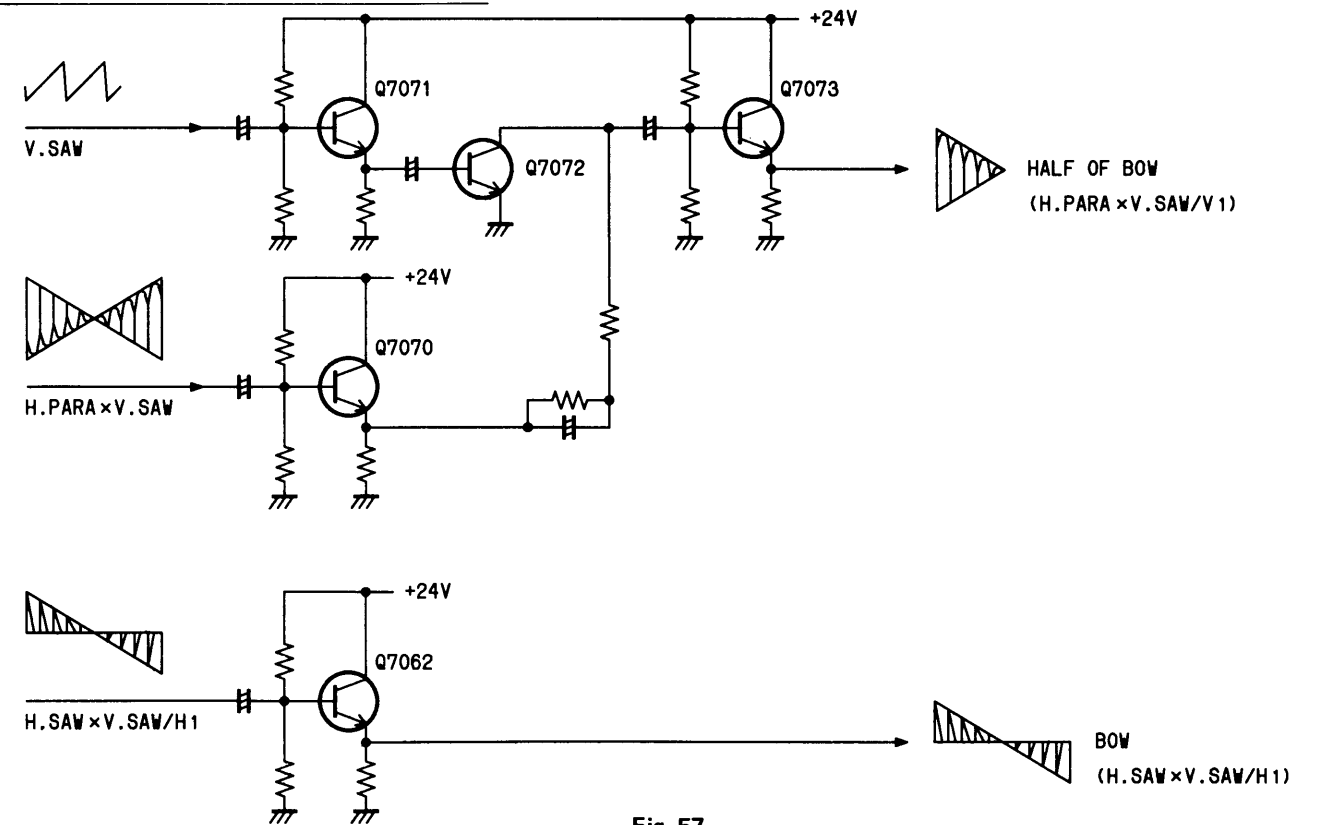 +24V
Q7071
Q7073
V.SAW
Q7072
HALF OF BOW
(H.PARA×V.SAW/V1)
+24V
Q7070
H.PARA×V.SAW
+24V
Q7062
H.SAW×V.SAW/H1
BOW
(H.SAW×V.SAW/H1)